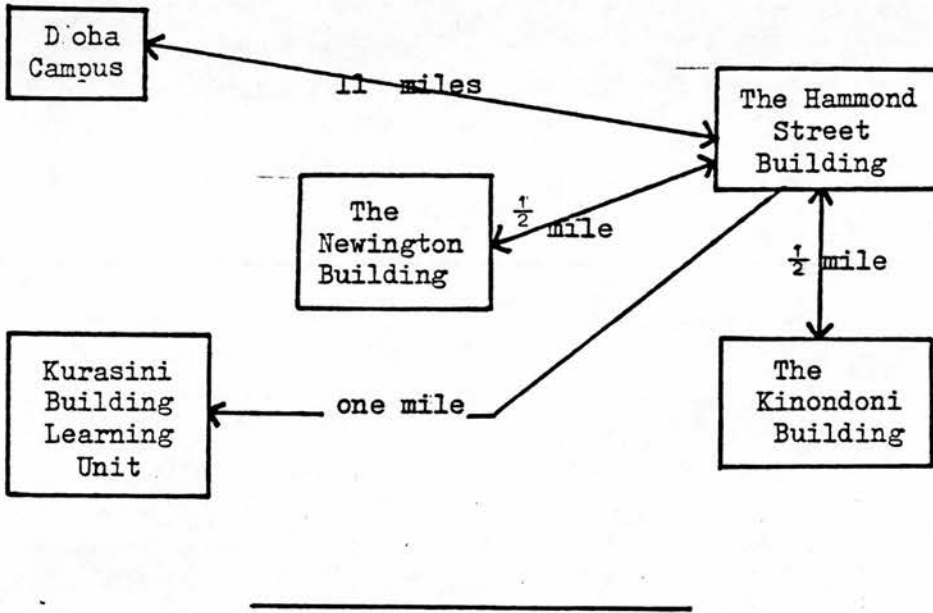 D oha
Campus
11 miles
The Hammond
Street
Building
The
Newington
Building
½ mile
½ mile
Kurasini
Building
Learning
Unit
one mile
The
Kinondoni
Building